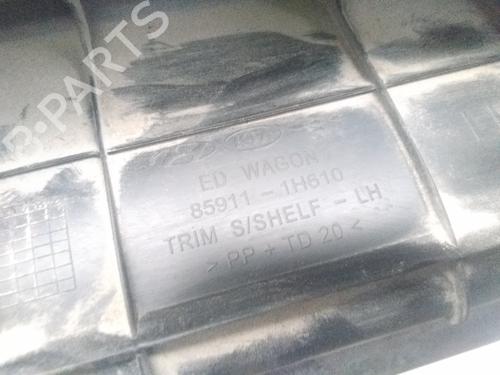 B-PARTS
ED WAGON
85911-1H610
TRIM S/SHELF - LH
> PP + TD 20 <